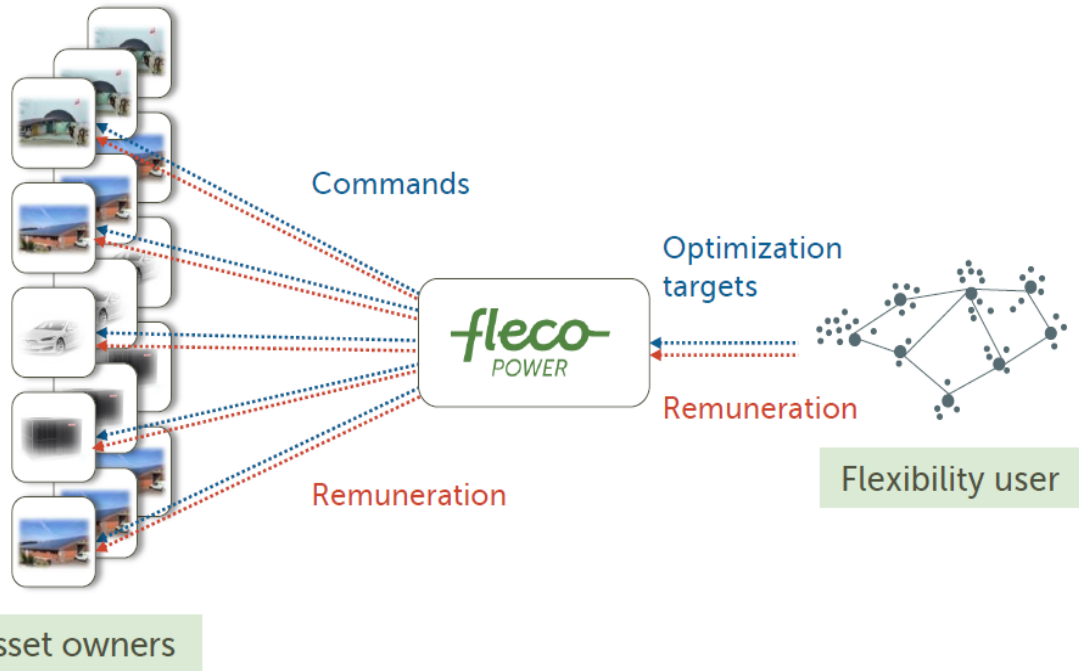 Commands
Optimization
targets
fleco
POWER
Remuneration
Remuneration
Flexibility user
sset owners